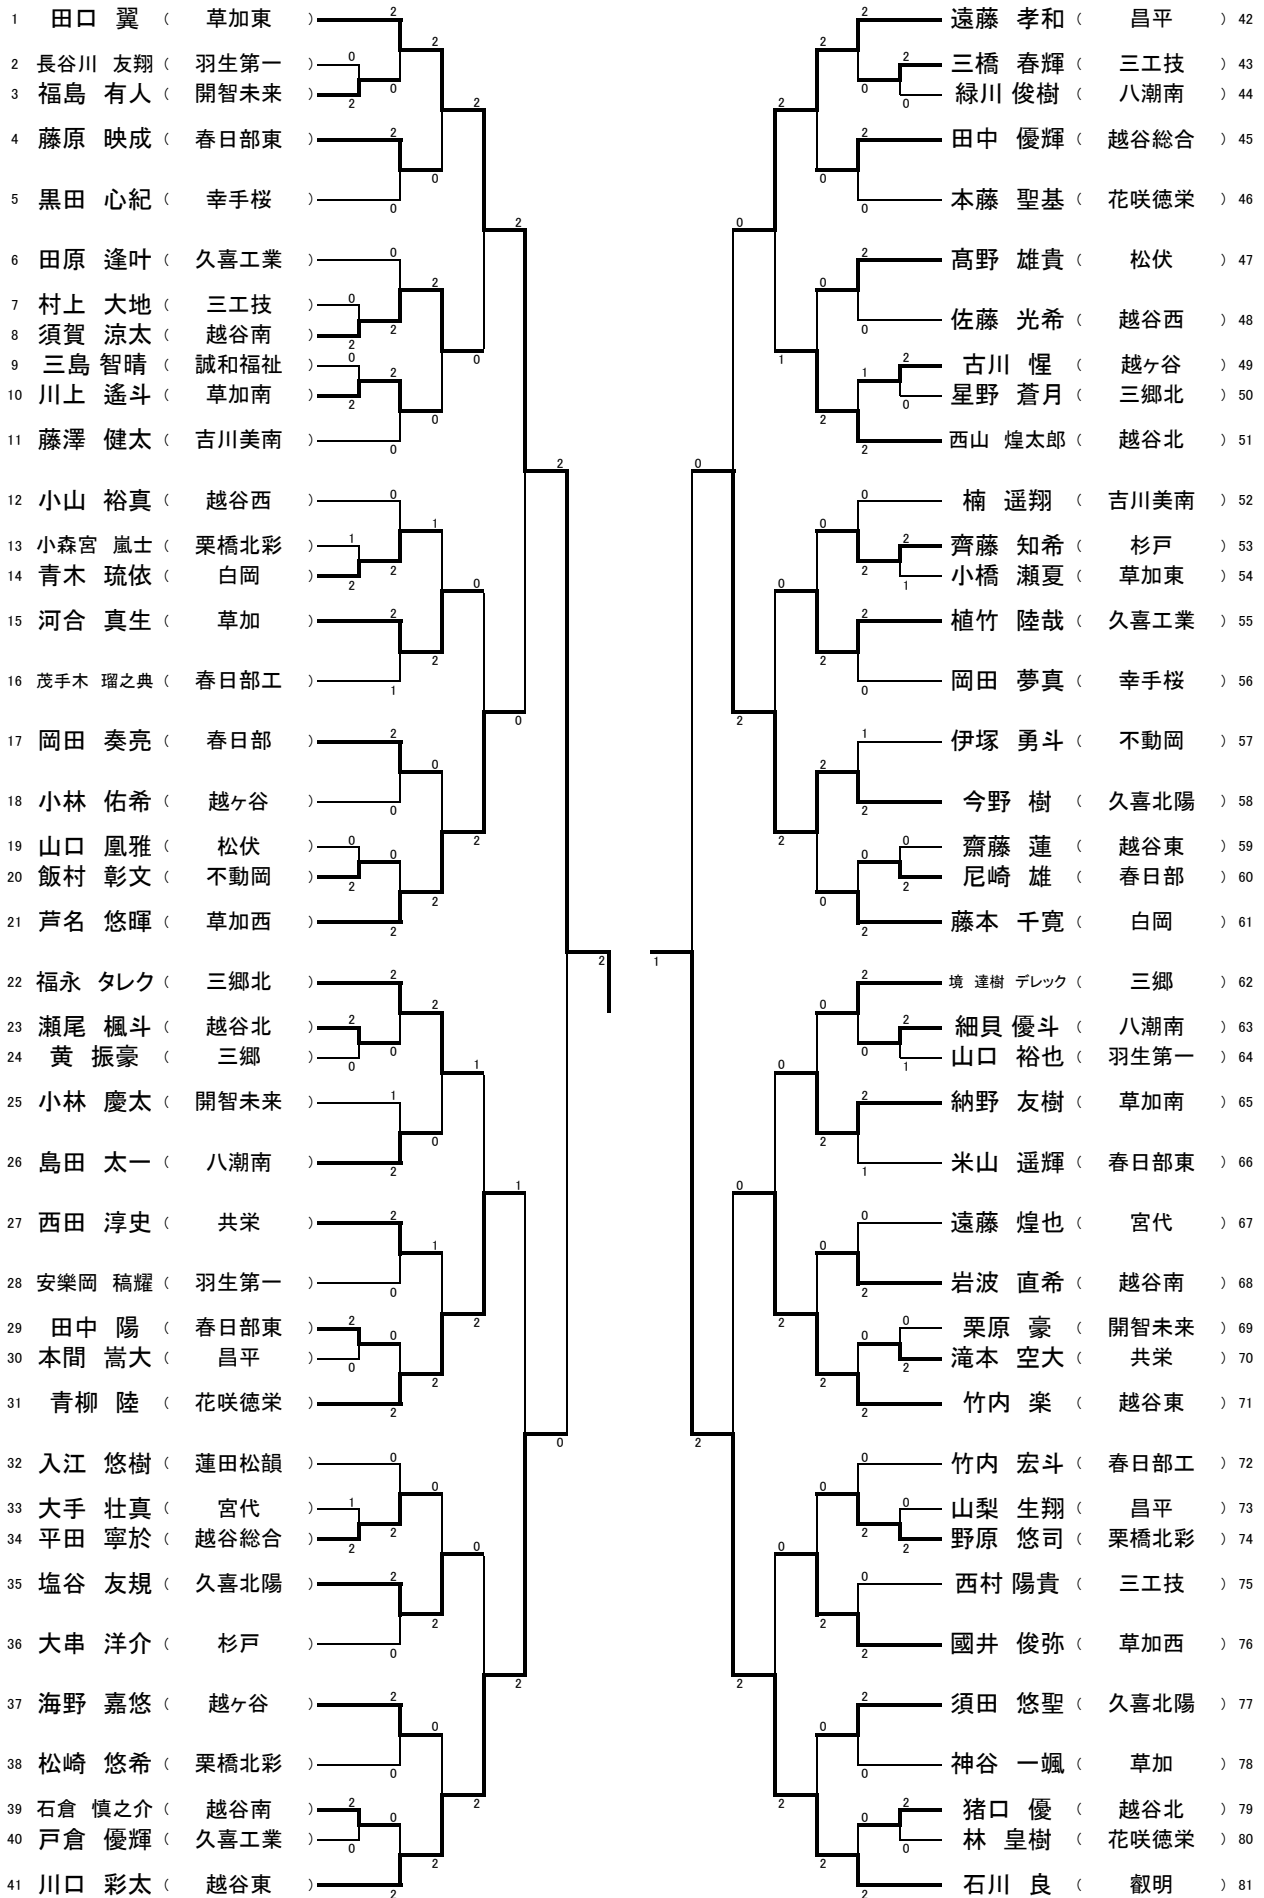 1 田口 翼 （ 草加東 ）
2 長谷川 友翔 （ 羽生第一 ）
3 福島 有人 （ 開智未来 ）
4 藤原 映成 （ 春日部東 ）
5 黒田 心紀 （ 幸手桜 ）
6 田原 逢叶 （ 久喜工業 ）
7 村上 大地 （ 三工技 ）
8 須賀 涼太 （ 越谷南 ）
9 三島 智晴 （ 誠和福祉 ）
10 川上 遙斗 （ 草加南 ）
11 藤澤 健太 （ 吉川美南 ）
12 小山 裕真 （ 越谷西 ）
13 小森宮 嵐士 （ 栗橋北彩 ）
14 青木 琉依 （ 白岡 ）
15 河合 真生 （ 草加 ）
16 茂手木 瑠之典 （ 春日部工 ）
17 岡田 奏亮 （ 春日部 ）
18 小林 佑希 （ 越ヶ谷 ）
19 山口 凰雅 （ 松伏 ）
20 飯村 彰文 （ 不動岡 ）
21 芦名 悠暉 （ 草加西 ）
22 福永 タレク （ 三郷北 ）
23 瀬尾 楓斗 （ 越谷北 ）
24 黄 振豪 （ 三郷 ）
25 小林 慶太 （ 開智未来 ）
26 島田 太一 （ 八潮南 ）
27 西田 淳史 （ 共栄 ）
28 安樂岡 稿耀 （ 羽生第一 ）
29 田中 陽 （ 春日部東 ）
30 本間 嵩大 （ 昌平 ）
31 青柳 陸 （ 花咲徳栄 ）
32 入江 悠樹 （ 蓮田松韻 ）
33 大手 壮真 （ 宮代 ）
34 平田 寧於 （ 越谷総合 ）
35 塩谷 友規 （ 久喜北陽 ）
36 大串 洋介 （ 杉戸 ）
37 海野 嘉悠 （ 越ヶ谷 ）
38 松崎 悠希 （ 栗橋北彩 ）
39 石倉 慎之介 （ 越谷南 ）
40 戸倉 優輝 （ 久喜工業 ）
41 川口 彩太 （ 越谷東 ）
遠藤 孝和 （ 昌平 ） 42
三橋 春輝 （ 三工技 ） 43
緑川 俊樹 （ 八潮南 ） 44
田中 優輝 （ 越谷総合 ） 45
本藤 聖基 （ 花咲徳栄 ） 46
髙野 雄貴 （ 松伏 ） 47
佐藤 光希 （ 越谷西 ） 48
古川 惺 （ 越ヶ谷 ） 49
星野 蒼月 （ 三郷北 ） 50
西山 煌太郎 （ 越谷北 ） 51
楠 遥翔 （ 吉川美南 ） 52
齊藤 知希 （ 杉戸 ） 53
小橋 瀬夏 （ 草加東 ） 54
植竹 陸哉 （ 久喜工業 ） 55
岡田 夢真 （ 幸手桜 ） 56
伊塚 勇斗 （ 不動岡 ） 57
今野 樹 （ 久喜北陽 ） 58
齋藤 蓮 （ 越谷東 ） 59
尼崎 雄 （ 春日部 ） 60
藤本 千寛 （ 白岡 ） 61
境 達樹 デレック （ 三郷 ） 62
細貝 優斗 （ 八潮南 ） 63
山口 裕也 （ 羽生第一 ） 64
納野 友樹 （ 草加南 ） 65
米山 遥輝 （ 春日部東 ） 66
遠藤 煌也 （ 宮代 ） 67
岩波 直希 （ 越谷南 ） 68
栗原 豪 （ 開智未来 ） 69
滝本 空大 （ 共栄 ） 70
竹内 楽 （ 越谷東 ） 71
竹内 宏斗 （ 春日部工 ） 72
山梨 生翔 （ 昌平 ） 73
野原 悠司 （ 栗橋北彩 ） 74
西村 陽貴 （ 三工技 ） 75
國井 俊弥 （ 草加西 ） 76
須田 悠聖 （ 久喜北陽 ） 77
神谷 一颯 （ 草加 ） 78
猪口 優 （ 越谷北 ） 79
林 皇樹 （ 花咲徳栄 ） 80
石川 良 （ 叡明 ） 81